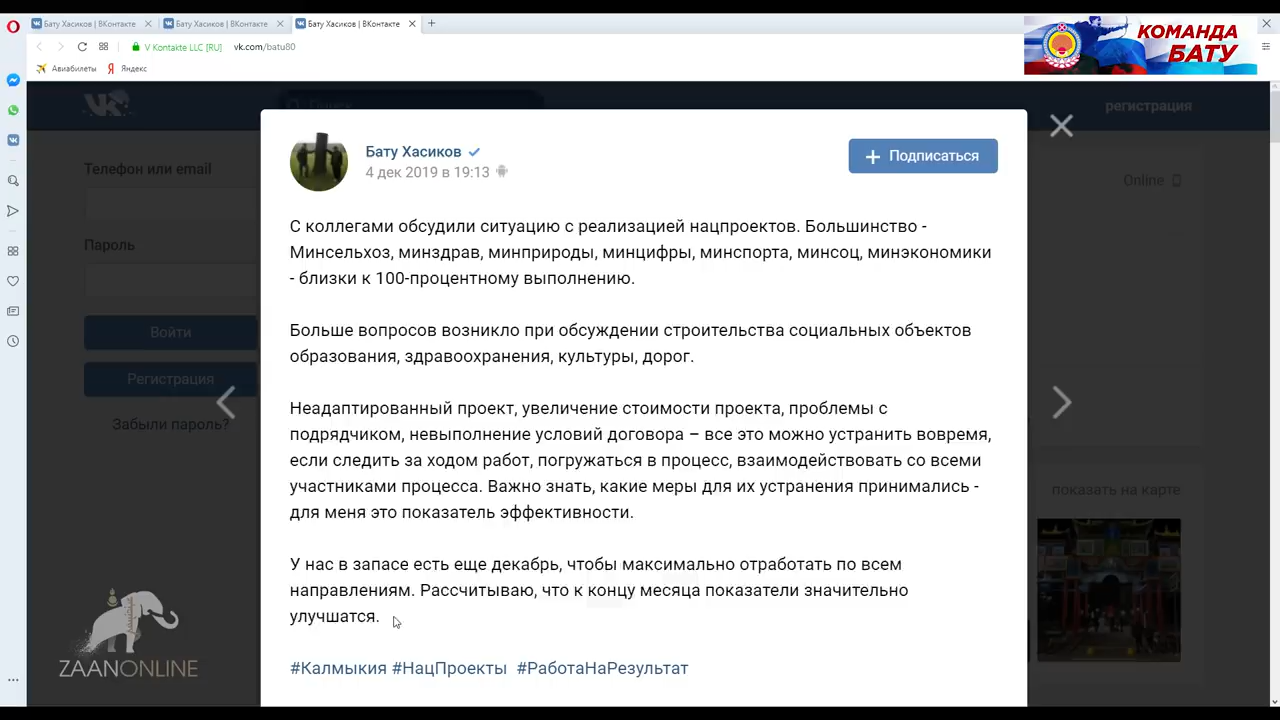 Бату Хасиков | ВКонтакте
Бату Хасиков | ВКонтакте
Бату Хасиков | ВКонтакте
V Kontakte LLC [RU]
vk.com/batu80
Авиабилеты
Яндекс
КОМАНДА
БАТУ
Поиск
регистрация
Телефон или email
Пароль
Войти
Регистрация
Забыли пароль?
Online
показать на карте
Бату Хасиков
4 дек 2019 в 19:13
Подписаться
С коллегами обсудили ситуацию с реализацией нацпроектов. Большинство -
Минсельхоз, минздрав, минприроды, минцифры, минспорта, минсоц, минэкономики
- близки к 100-процентному выполнению.
Больше вопросов возникло при обсуждении строительства социальных объектов
образования, здравоохранения, культуры, дорог.
Неадаптированный проект, увеличение стоимости проекта, проблемы с
подрядчиком, невыполнение условий договора – все это можно устранить вовремя,
если следить за ходом работ, погружаться в процесс, взаимодействовать со всеми
участниками процесса. Важно знать, какие меры для их устранения принимались -
для меня это показатель эффективности.
У нас в запасе есть еще декабрь, чтобы максимально отработать по всем
направлениям. Рассчитываю, что к концу месяца показатели значительно
улучшатся.
#Калмыкия #НацПроекты #РаботаНаРезультат
ZAANONLINE